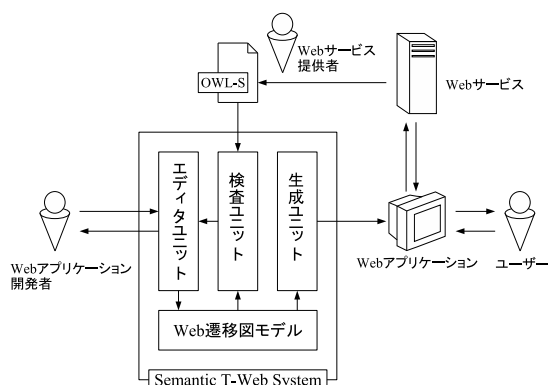 Webサービス
提供者
OWL-S
Webサービス
エディタユニット
検査ユニット
生成ユニット
Webアプリケーション
開発者
Webアプリケーション
ユーザー
Web遷移図モデル
Semantic T-Web System